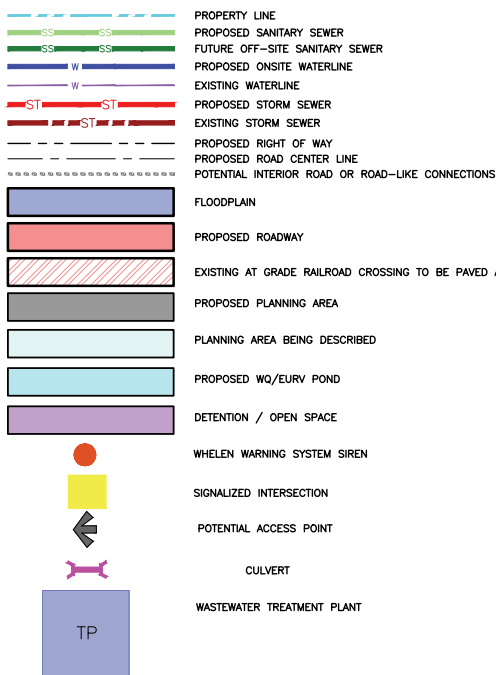 PROPERTY LINE
SS SS PROPOSED SANITARY SEWER
SS SS FUTURE OFF-SITE SANITARY SEWER
W PROPOSED ONSITE WATERLINE
W EXISTING WATERLINE
ST ST PROPOSED STORM SEWER
ST EXISTING STORM SEWER
PROPOSED RIGHT OF WAY
PROPOSED ROAD CENTER LINE
POTENTIAL INTERIOR ROAD OR ROAD-LIKE CONNECTIONS
FLOODPLAIN
PROPOSED ROADWAY
EXISTING AT GRADE RAILROAD CROSSING TO BE PAVED
PROPOSED PLANNING AREA
PLANNING AREA BEING DESCRIBED
PROPOSED WQ/EURV POND
DETENTION / OPEN SPACE
WHELEN WARNING SYSTEM SIREN
SIGNALIZED INTERSECTION
POTENTIAL ACCESS POINT
CULVERT
WASTEWATER TREATMENT PLANT
TP